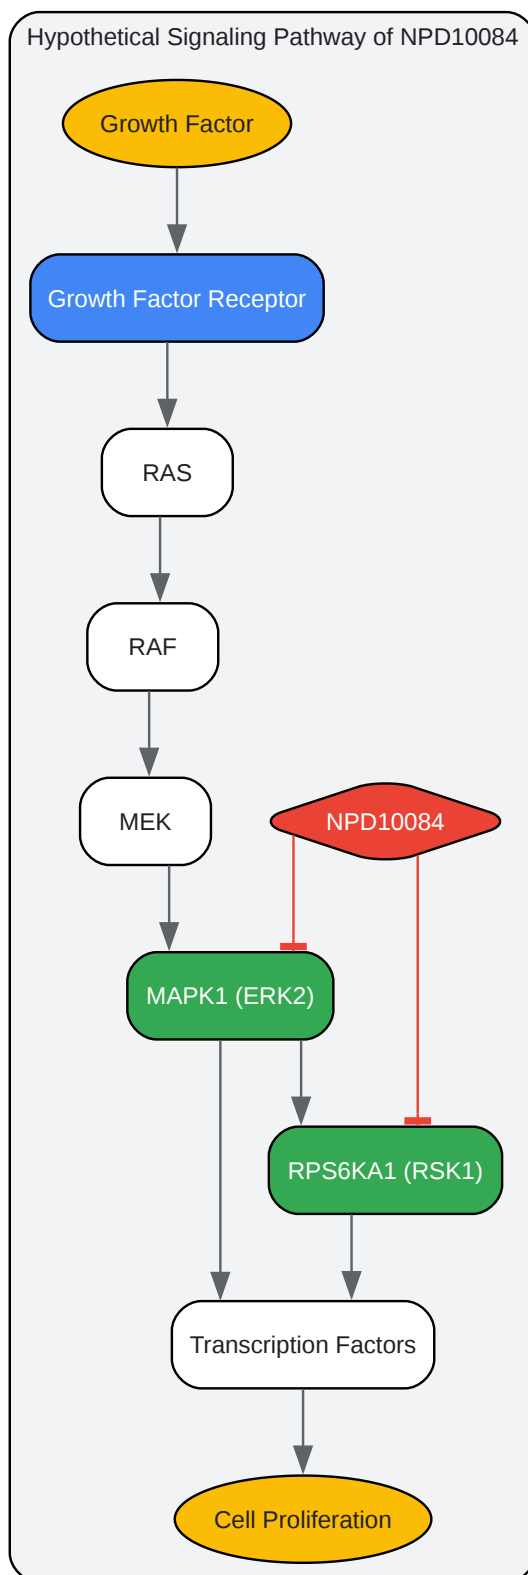 Hypothetical Signaling Pathway of NPD10084
Growth Factor
Growth Factor Receptor
RAS
RAF
MEK
NPD10084
MAPK1 (ERK2)
RPS6KA1 (RSK1)
Transcription Factors
Cell Proliferation